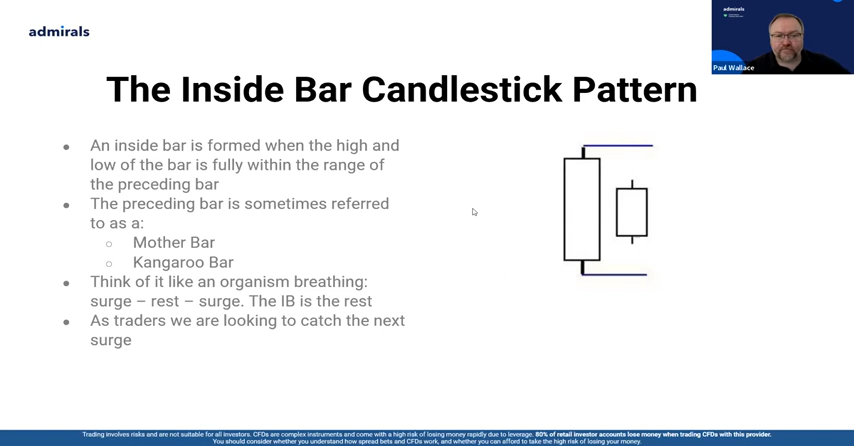 admirals
admirals
Paul Wallace
The Inside Bar Candlestick Pattern
An inside bar is formed when the high and
low of the bar is fully within the range of
the preceding bar
The preceding bar is sometimes referred
to as a:
Mother Bar
Kangaroo Bar
Think of it like an organism breathing:
surge – rest – surge. The IB is the rest
As traders we are looking to catch the next
surge
Trading involves risks and are not suitable for all investors. CFDs are complex instruments and come with a high risk of losing money rapidly due to leverage. 80% of retail investor accounts lose money when trading CFDs with this provider.
You should consider whether you understand how spread bets and CFDs work, and whether you can afford to take the high risk of losing your money.